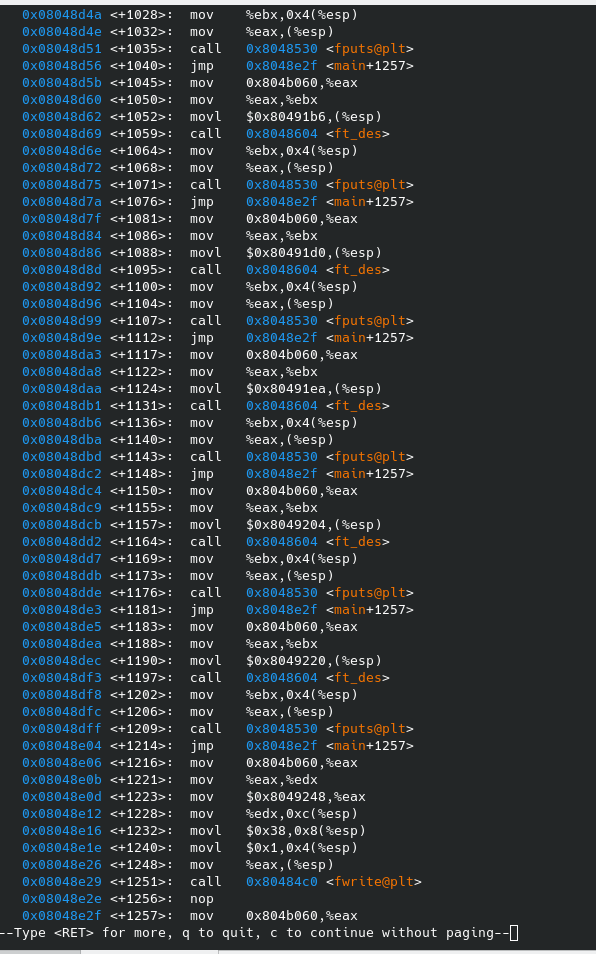 0x08048d4a <+1028>: mov %ebx,0x4(%esp)
0x08048d4e <+1032>: mov %eax,(%esp)
0x08048d51 <+1035>: call 0x8048530 <fputs@plt>
0x08048d56 <+1040>: jmp 0x8048e2f <main+1257>
0x08048d5b <+1045>: mov 0x804b060,%eax
0x08048d60 <+1050>: mov %eax,%ebx
0x08048d62 <+1052>: movl $0x80491b6,(%esp)
0x08048d69 <+1059>: call 0x8048604 <ft_des>
0x08048d6e <+1064>: mov %ebx,0x4(%esp)
0x08048d72 <+1068>: mov %eax,(%esp)
0x08048d75 <+1071>: call 0x8048530 <fputs@plt>
0x08048d7a <+1076>: jmp 0x8048e2f <main+1257>
0x08048d7f <+1081>: mov 0x804b060,%eax
0x08048d84 <+1086>: mov %eax,%ebx
0x08048d86 <+1088>: movl $0x80491d0,(%esp)
0x08048d8d <+1095>: call 0x8048604 <ft_des>
0x08048d92 <+1100>: mov %ebx,0x4(%esp)
0x08048d96 <+1104>: mov %eax,(%esp)
0x08048d99 <+1107>: call 0x8048530 <fputs@plt>
0x08048d9e <+1112>: jmp 0x8048e2f <main+1257>
0x08048da3 <+1117>: mov 0x804b060,%eax
0x08048da8 <+1122>: mov %eax,%ebx
0x08048daa <+1124>: movl $0x80491ea,(%esp)
0x08048db1 <+1131>: call 0x8048604 <ft_des>
0x08048db6 <+1136>: mov %ebx,0x4(%esp)
0x08048dba <+1140>: mov %eax,(%esp)
0x08048dbd <+1143>: call 0x8048530 <fputs@plt>
0x08048dc2 <+1148>: jmp 0x8048e2f <main+1257>
0x08048dc4 <+1150>: mov 0x804b060,%eax
0x08048dc9 <+1155>: mov %eax,%ebx
0x08048dcb <+1157>: movl $0x8049204,(%esp)
0x08048dd2 <+1164>: call 0x8048604 <ft_des>
0x08048dd7 <+1169>: mov %ebx,0x4(%esp)
0x08048ddb <+1173>: mov %eax,(%esp)
0x08048dde <+1176>: call 0x8048530 <fputs@plt>
0x08048de3 <+1181>: jmp 0x8048e2f <main+1257>
0x08048de5 <+1183>: mov 0x804b060,%eax
0x08048dea <+1188>: mov %eax,%ebx
0x08048dec <+1190>: movl $0x8049220,(%esp)
0x08048df3 <+1197>: call 0x8048604 <ft_des>
0x08048df8 <+1202>: mov %ebx,0x4(%esp)
0x08048dfc <+1206>: mov %eax,(%esp)
0x08048dff <+1209>: call 0x8048530 <fputs@plt>
0x08048e04 <+1214>: jmp 0x8048e2f <main+1257>
0x08048e06 <+1216>: mov 0x804b060,%eax
0x08048e0b <+1221>: mov %eax,%edx
0x08048e0d <+1223>: mov $0x8049248,%eax
0x08048e12 <+1228>: mov %edx,0xc(%esp)
0x08048e16 <+1232>: movl $0x38,0x8(%esp)
0x08048e1e <+1240>: movl $0x1,0x4(%esp)
0x08048e26 <+1248>: mov %eax,(%esp)
0x08048e29 <+1251>: call 0x80484c0 <fwrite@plt>
0x08048e2e <+1256>: nop
0x08048e2f <+1257>: mov 0x804b060,%eax
--Type <RET> for more, q to quit, c to continue without paging--